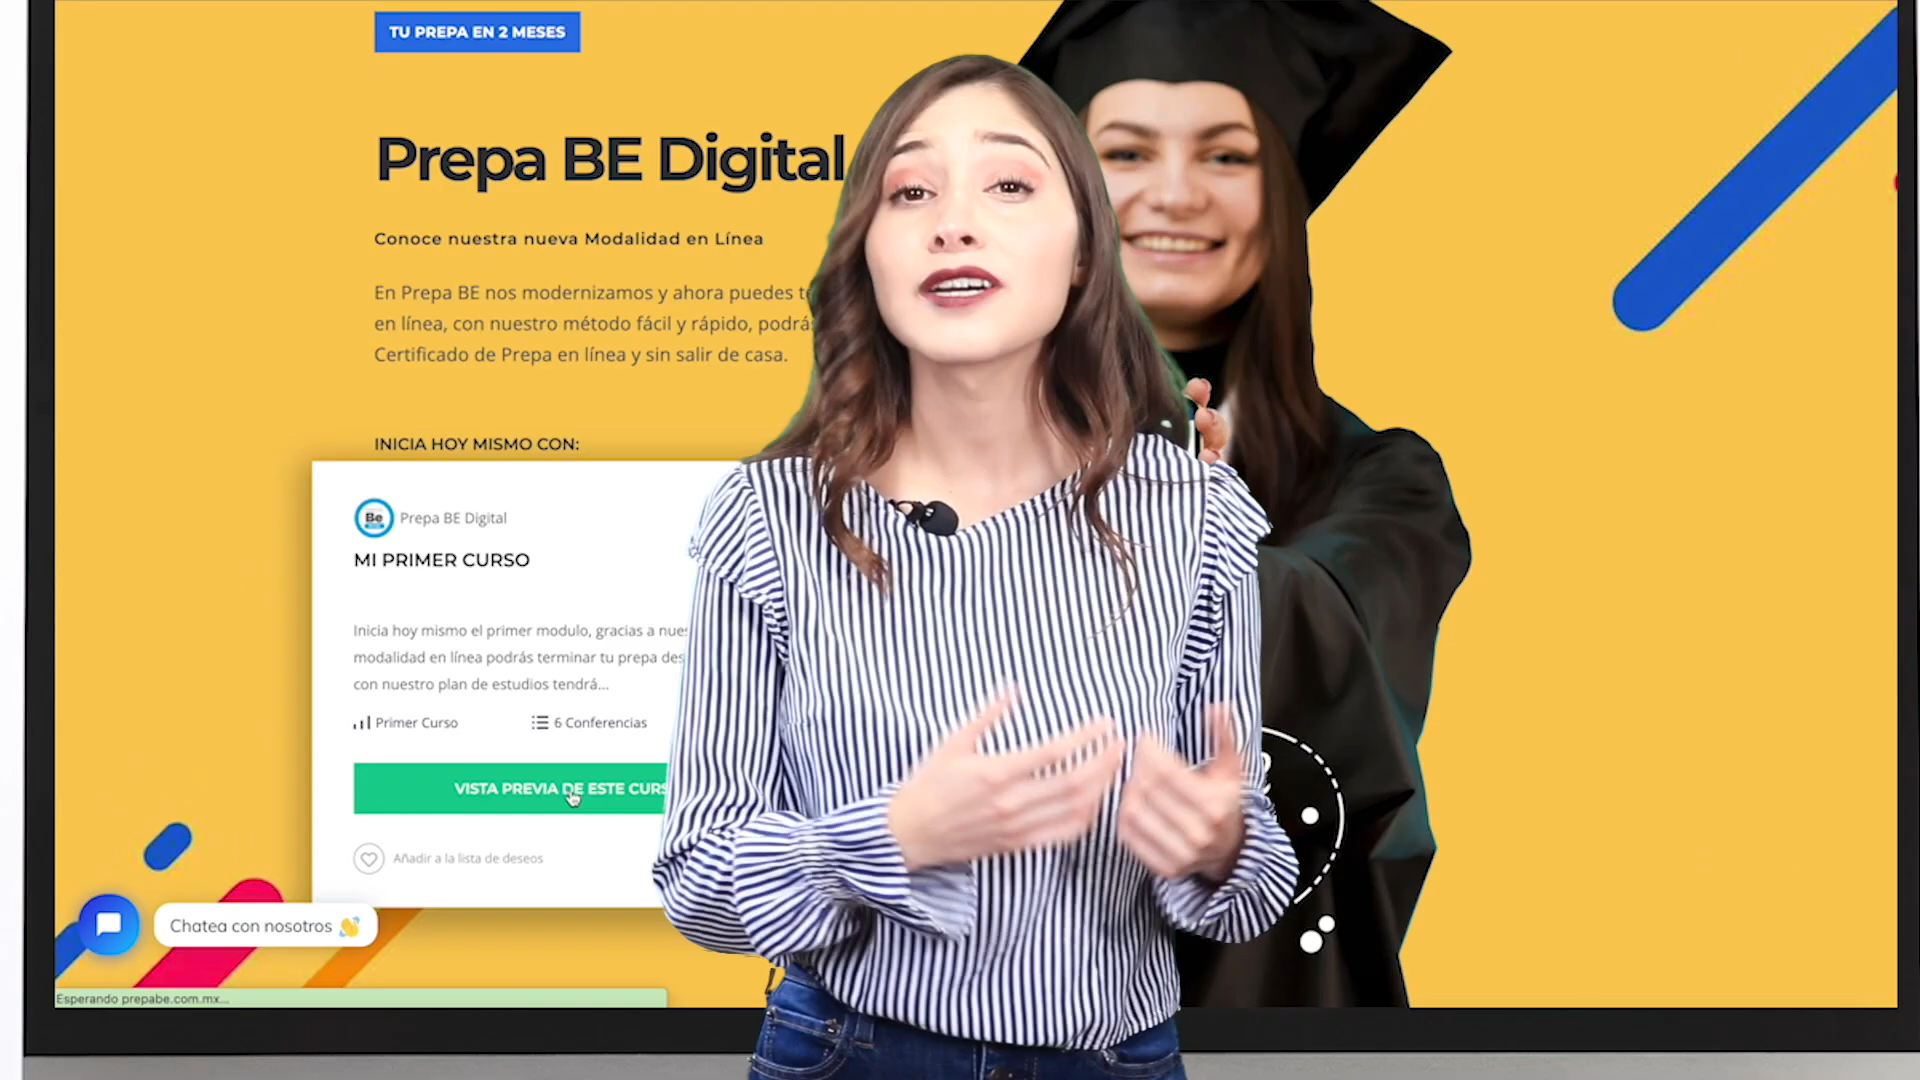 TU PREPA EN 2 MESES
Prepa BE Digital
Conoce nuestra nueva Modalidad en Línea
En Prepa BE nos modernizamos y ahora puedes
en línea, con nuestro método fácil y rápido,
Certificado de Prepa en línea y sin salir de casa.
INICIA HOY MISMO CON:
Be
Prepa BE Digital
MI PRIMER CURSO
Inicia hoy mismo el primer modulo, gracias a
modalidad en línea podrás terminar tu prepa
con nuestro plan de estudios tendrá...
Primer Curso
6 Conferencias
VISTA PREVIA DE ESTE
Añadir a la lista de deseos
Chatea con nosotros 👋
Esperando prepabe.com.mx...